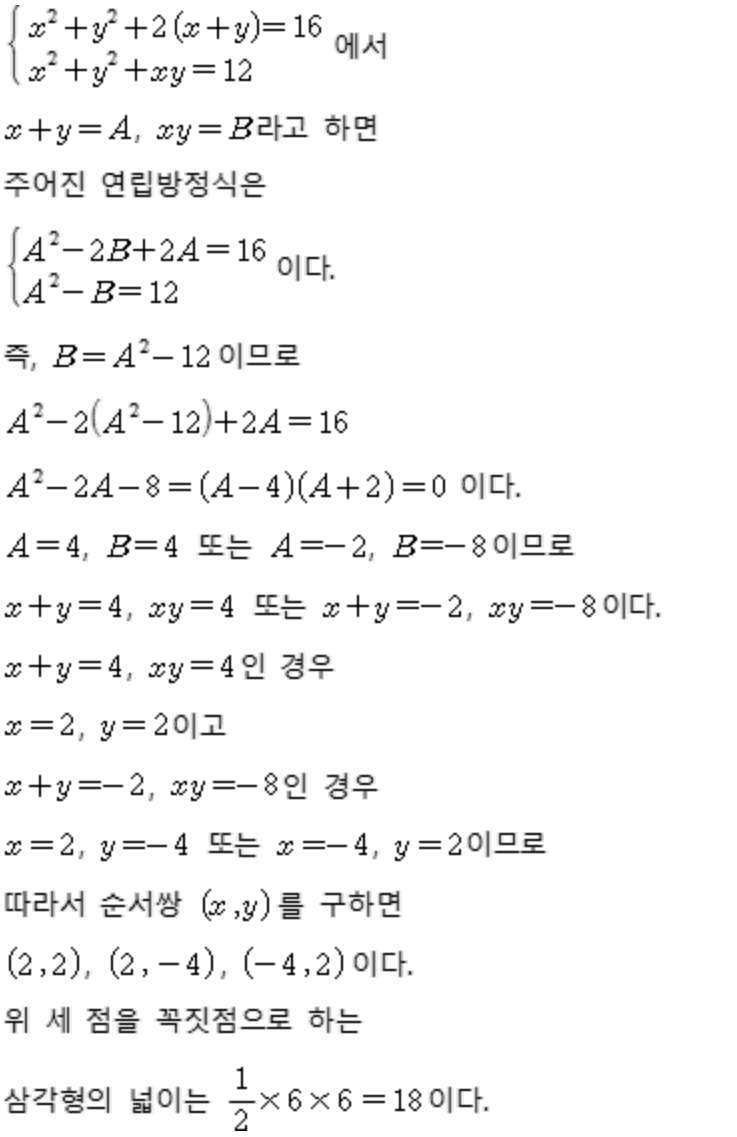 { x²+y²+2(x+y)=16
x²+y²+xy=12 에서
x+y=A, xy=B라고 하면
주어진 연립방정식은
{ A²-2B+2A=16
A²-B=12 이다.
즉, B=A²-12이므로
A²-2(A²-12)+2A=16
A²-2A-8=(A-4)(A+2)=0 이다.
A=4, B=4 또는 A=-2, B=-8이므로
x+y=4, xy=4 또는 x+y=-2, xy=-8이다.
x+y=4, xy=4인 경우
x=2, y=2이고
x+y=-2, xy=-8인 경우
x=2, y=-4 또는 x=-4, y=2이므로
따라서 순서쌍 (x,y)를 구하면
(2,2), (2,-4), (-4,2)이다.
위 세 점을 꼭짓점으로 하는
삼각형의 넓이는 1/2×6×6=18이다.